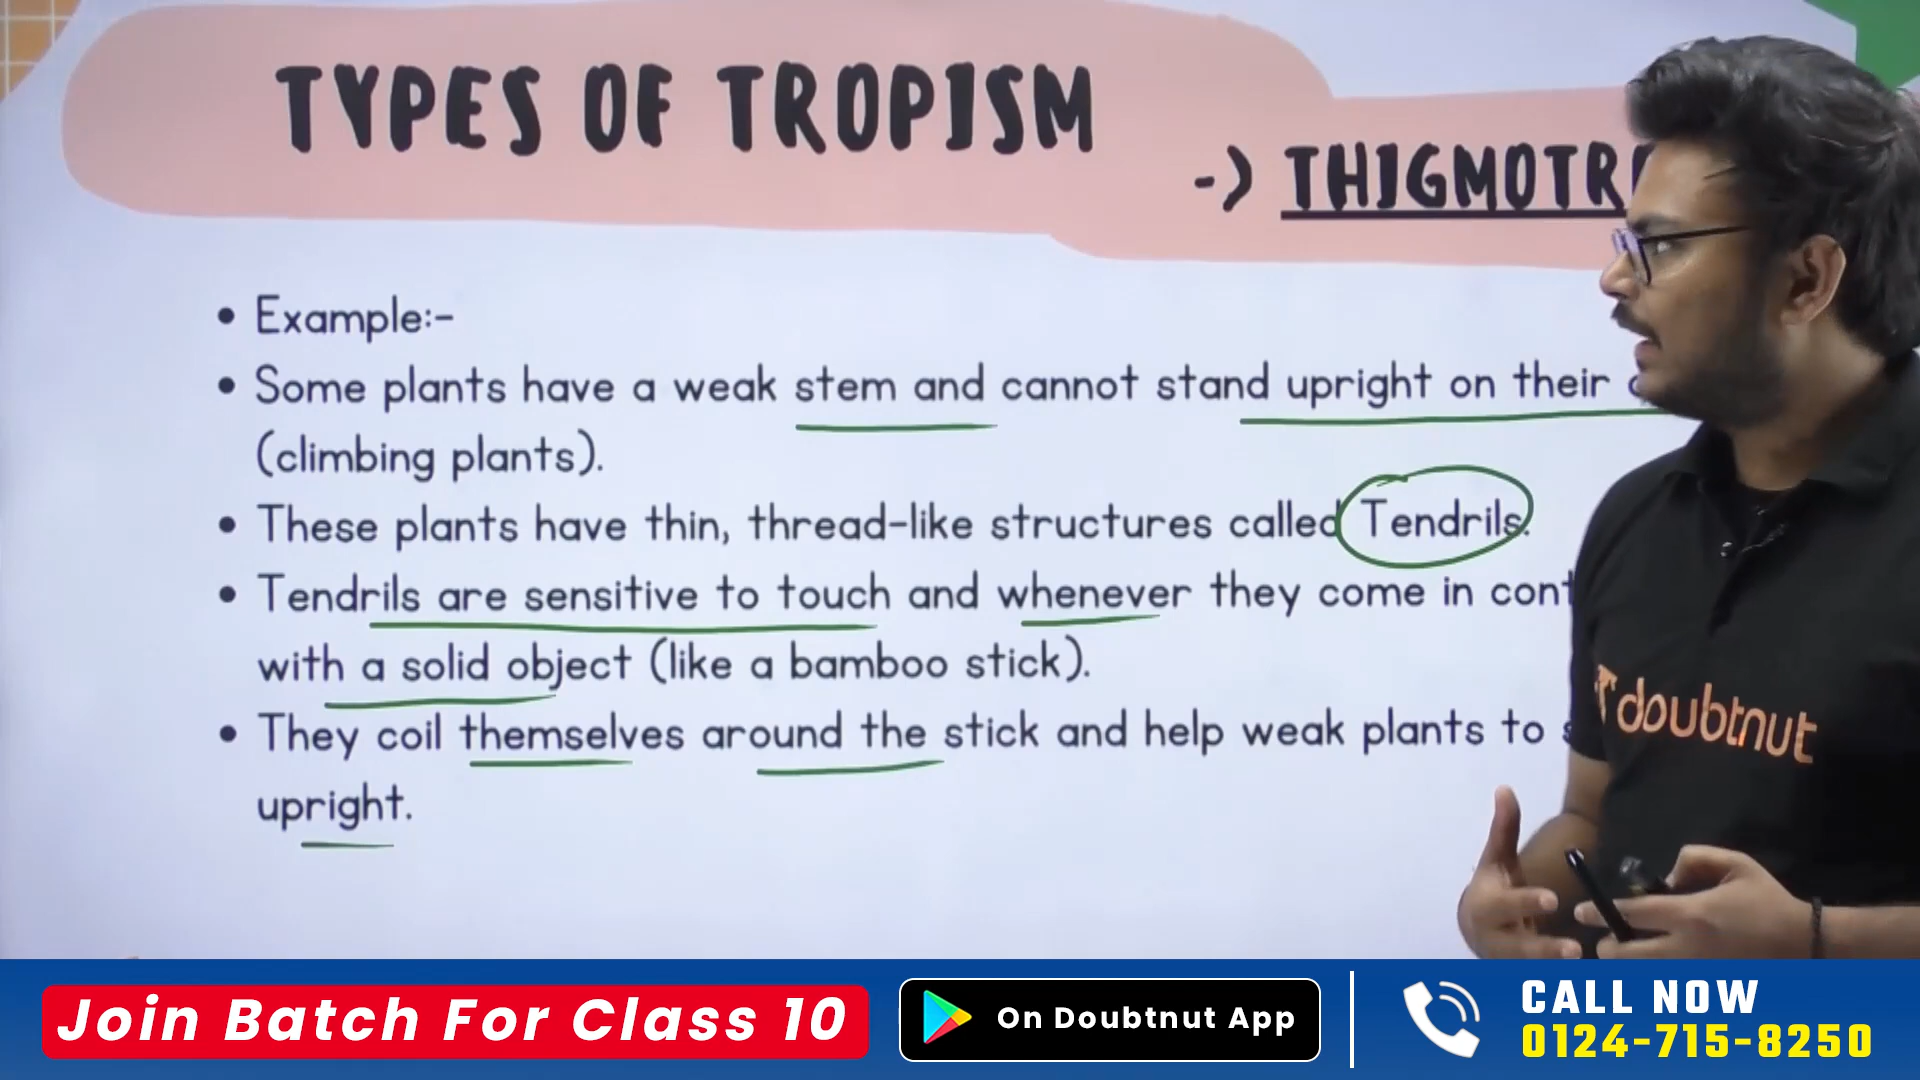 TYPES OF TROPISM
-) THIGMOTR
• Example:-
• Some plants have a weak stem and cannot stand upright on their
(climbing plants).
• These plants have thin, thread-like structures called Tendrils.
• Tendrils are sensitive to touch and whenever they come in cont
with a solid object (like a bamboo stick).
• They coil themselves around the stick and help weak plants to
upright.
doubtnut
Join Batch For Class 10
On Doubtnut App
CALL NOW
0124-715-8250